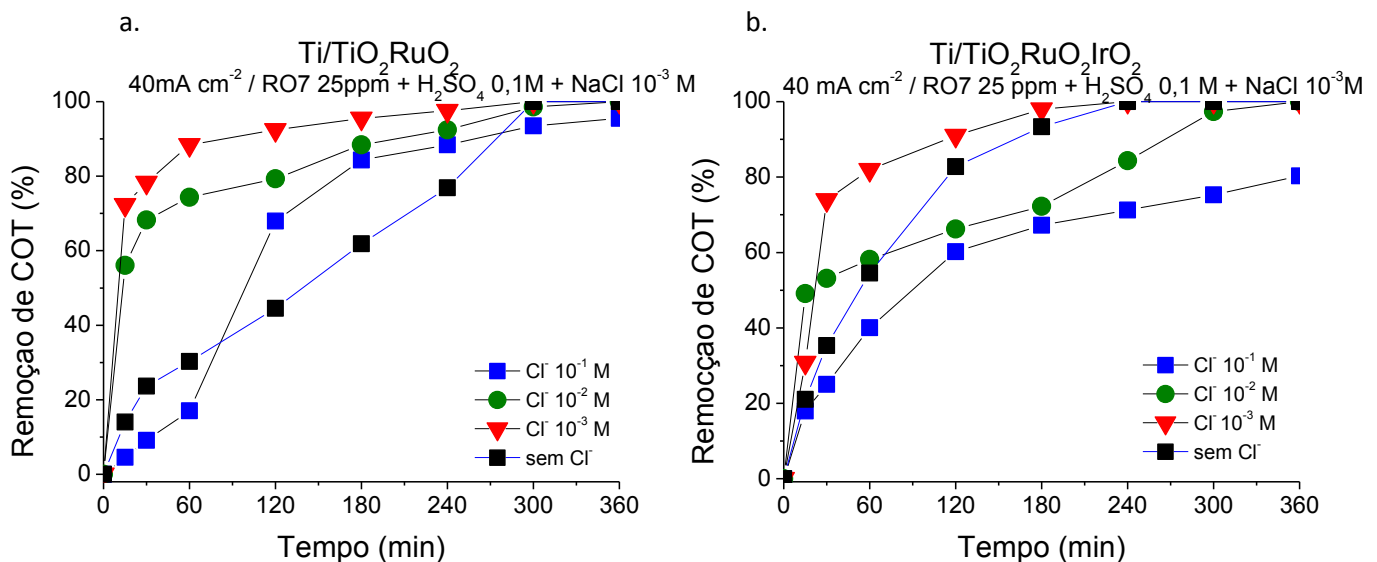 a.
Ti/TiO2RuO2
40mA cm-2 / RO7 25ppm + H2SO4 0,1M + NaCl 10-3 M
100
80
60
40
20
0
Remoçao de COT (%)
Cl- 10-1 M
Cl- 10-2 M
Cl- 10-3 M
sem Cl-
0 60 120 180 240 300 360
Tempo (min)
b.
Ti/TiO2RuO2IrO2
40 mA cm-2 / RO7 25 ppm + H2SO4 0,1 M + NaCl 10-3M
100
80
60
40
20
0
Remocçao de COT (%)
Cl- 10-1 M
Cl- 10-2 M
Cl- 10-3 M
sem Cl-
0 60 120 180 240 300 360
Tempo (min)